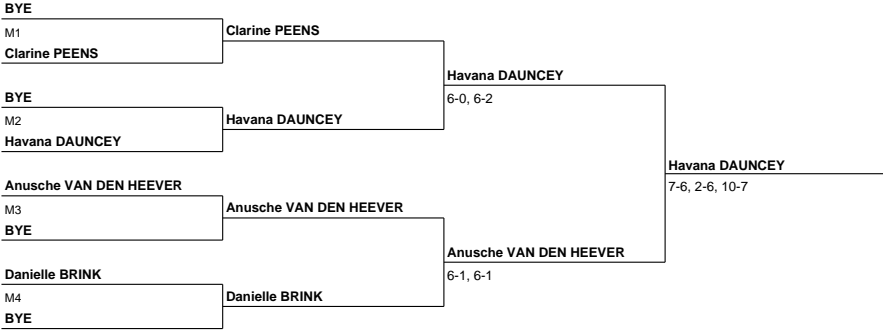 BYE
M1
Clarine PEENS
Clarine PEENS
BYE
M2
Havana DAUNCEY
Havana DAUNCEY
Havana DAUNCEY
6-0, 6-2
Anusche VAN DEN HEEVER
M3
BYE
Anusche VAN DEN HEEVER
Danielle BRINK
M4
BYE
Danielle BRINK
Anusche VAN DEN HEEVER
6-1, 6-1
Havana DAUNCEY
7-6, 2-6, 10-7